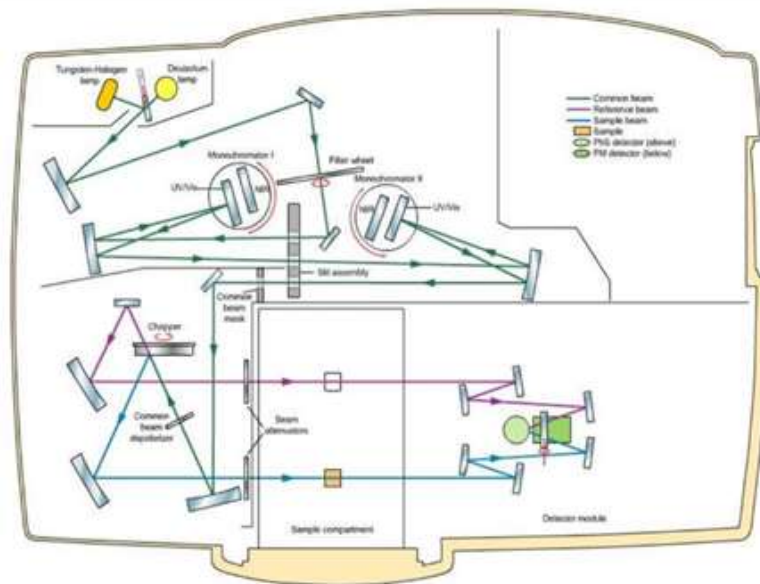 Tungsten-Halogen
lamp
Deuterium
lamp
Common beam
Reference beam
Sample beam
Sample
PbS detector (above)
PM detector (below)
Monochromator I
Filter wheel
Monochromator II
UV/Vis
NIR
NIR
UV/Vis
Slit assembly
Common
beam
mask
Chopper
Common
beam
depolarizer
Beam
attenuators
Sample compartment
Detector module